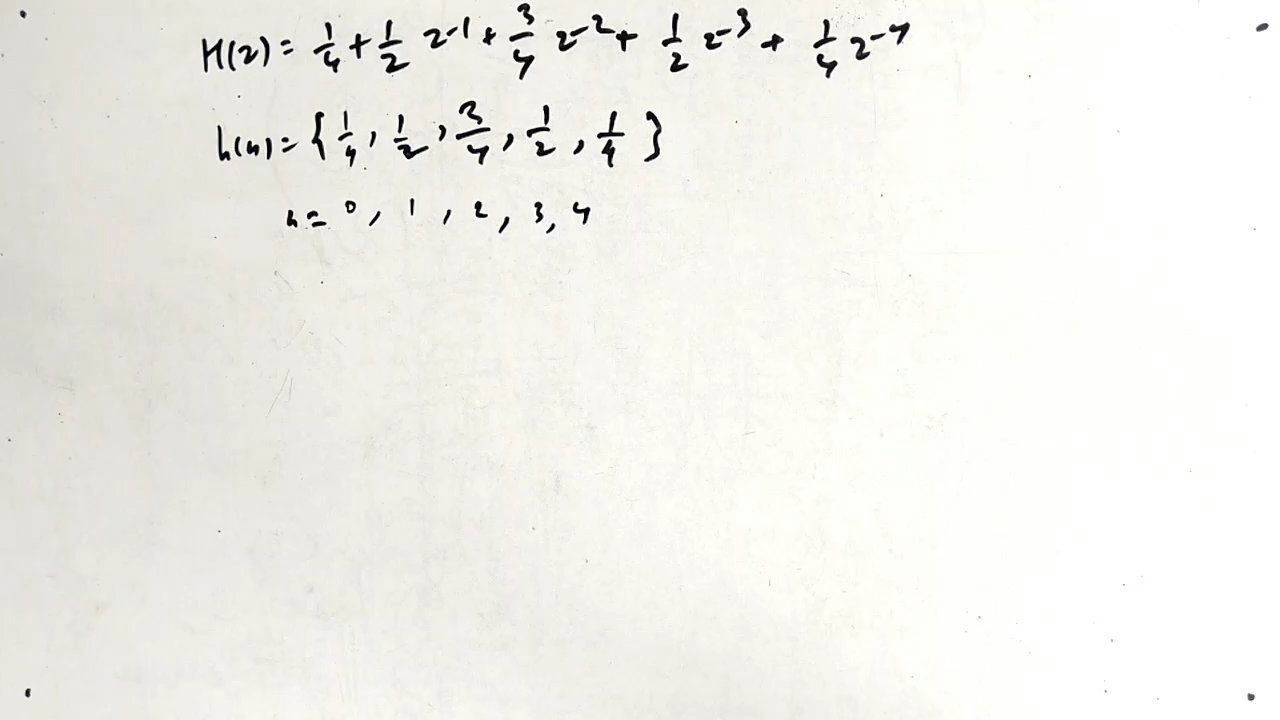 H(z) = 1/4 + 1/2 z^-1 + 3/4 z^-2 + 1/2 z^-3 + 1/4 z^-4
h(n) = {1/4, 1/2, 3/4, 1/2, 1/4}
n = 0, 1, 2, 3, 4